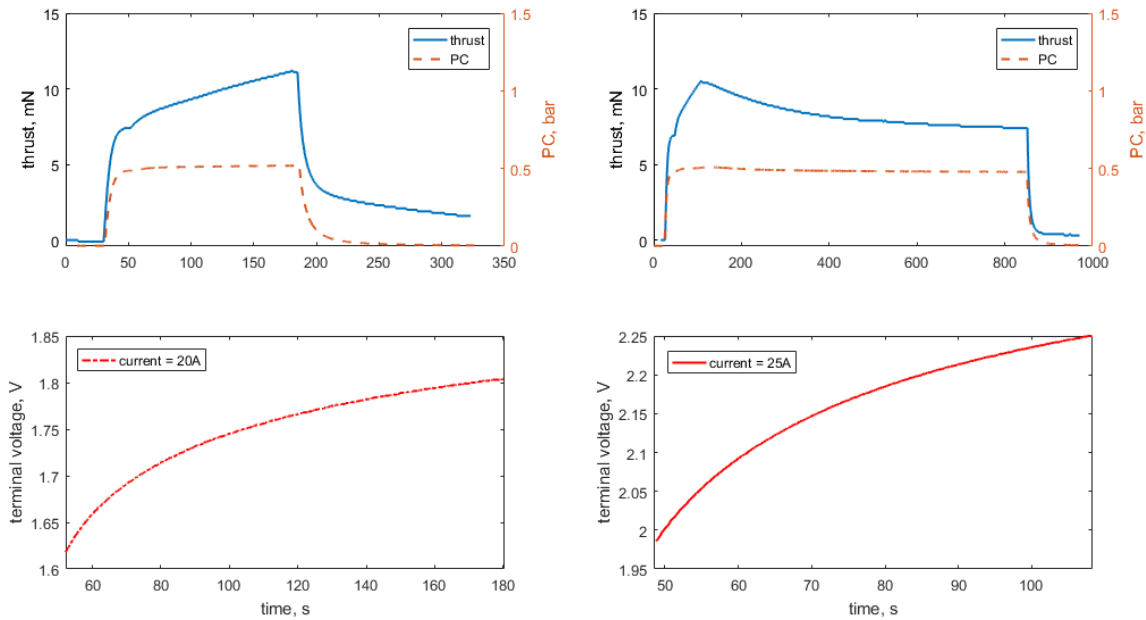 15
10
5
0
thrust, mN
1.5
1
0.5
0
PC, bar
thrust
PC
0 50 100 150 200 250 300 350
15
10
5
0
thrust, mN
1.5
1
0.5
0
PC, bar
thrust
PC
0 200 400 600 800 1000
1.85
1.8
1.75
1.7
1.65
1.6
terminal voltage, V
current = 20A
60 80 100 120 140 160 180
time, s
2.25
2.2
2.15
2.1
2.05
2
1.95
terminal voltage, V
current = 25A
50 60 70 80 90 100
time, s